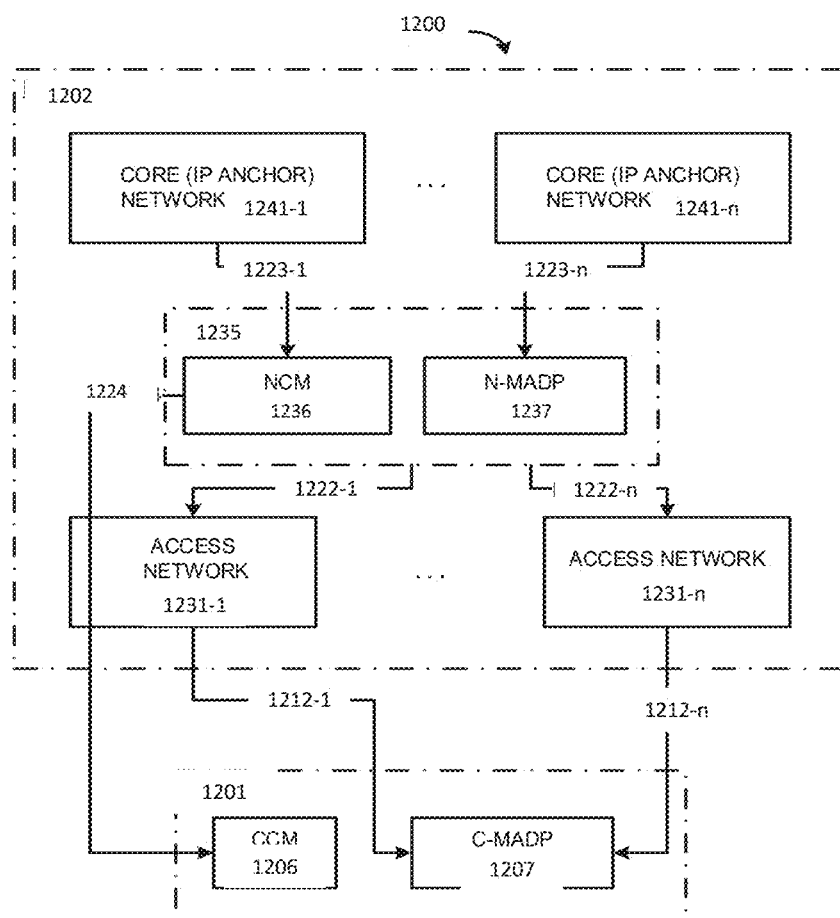 1200
1202
CORE (IP ANCHOR)
NETWORK 1241-1
...
CORE (IP ANCHOR)
NETWORK 1241-n
1223-1
1223-n
1235
1224
NCM
1236
N-MADP
1237
1222-1
1222-n
ACCESS
NETWORK
1231-1
...
ACCESS NETWORK
1231-n
1212-1
1212-n
1201
CCM
1206
C-MADP
1207